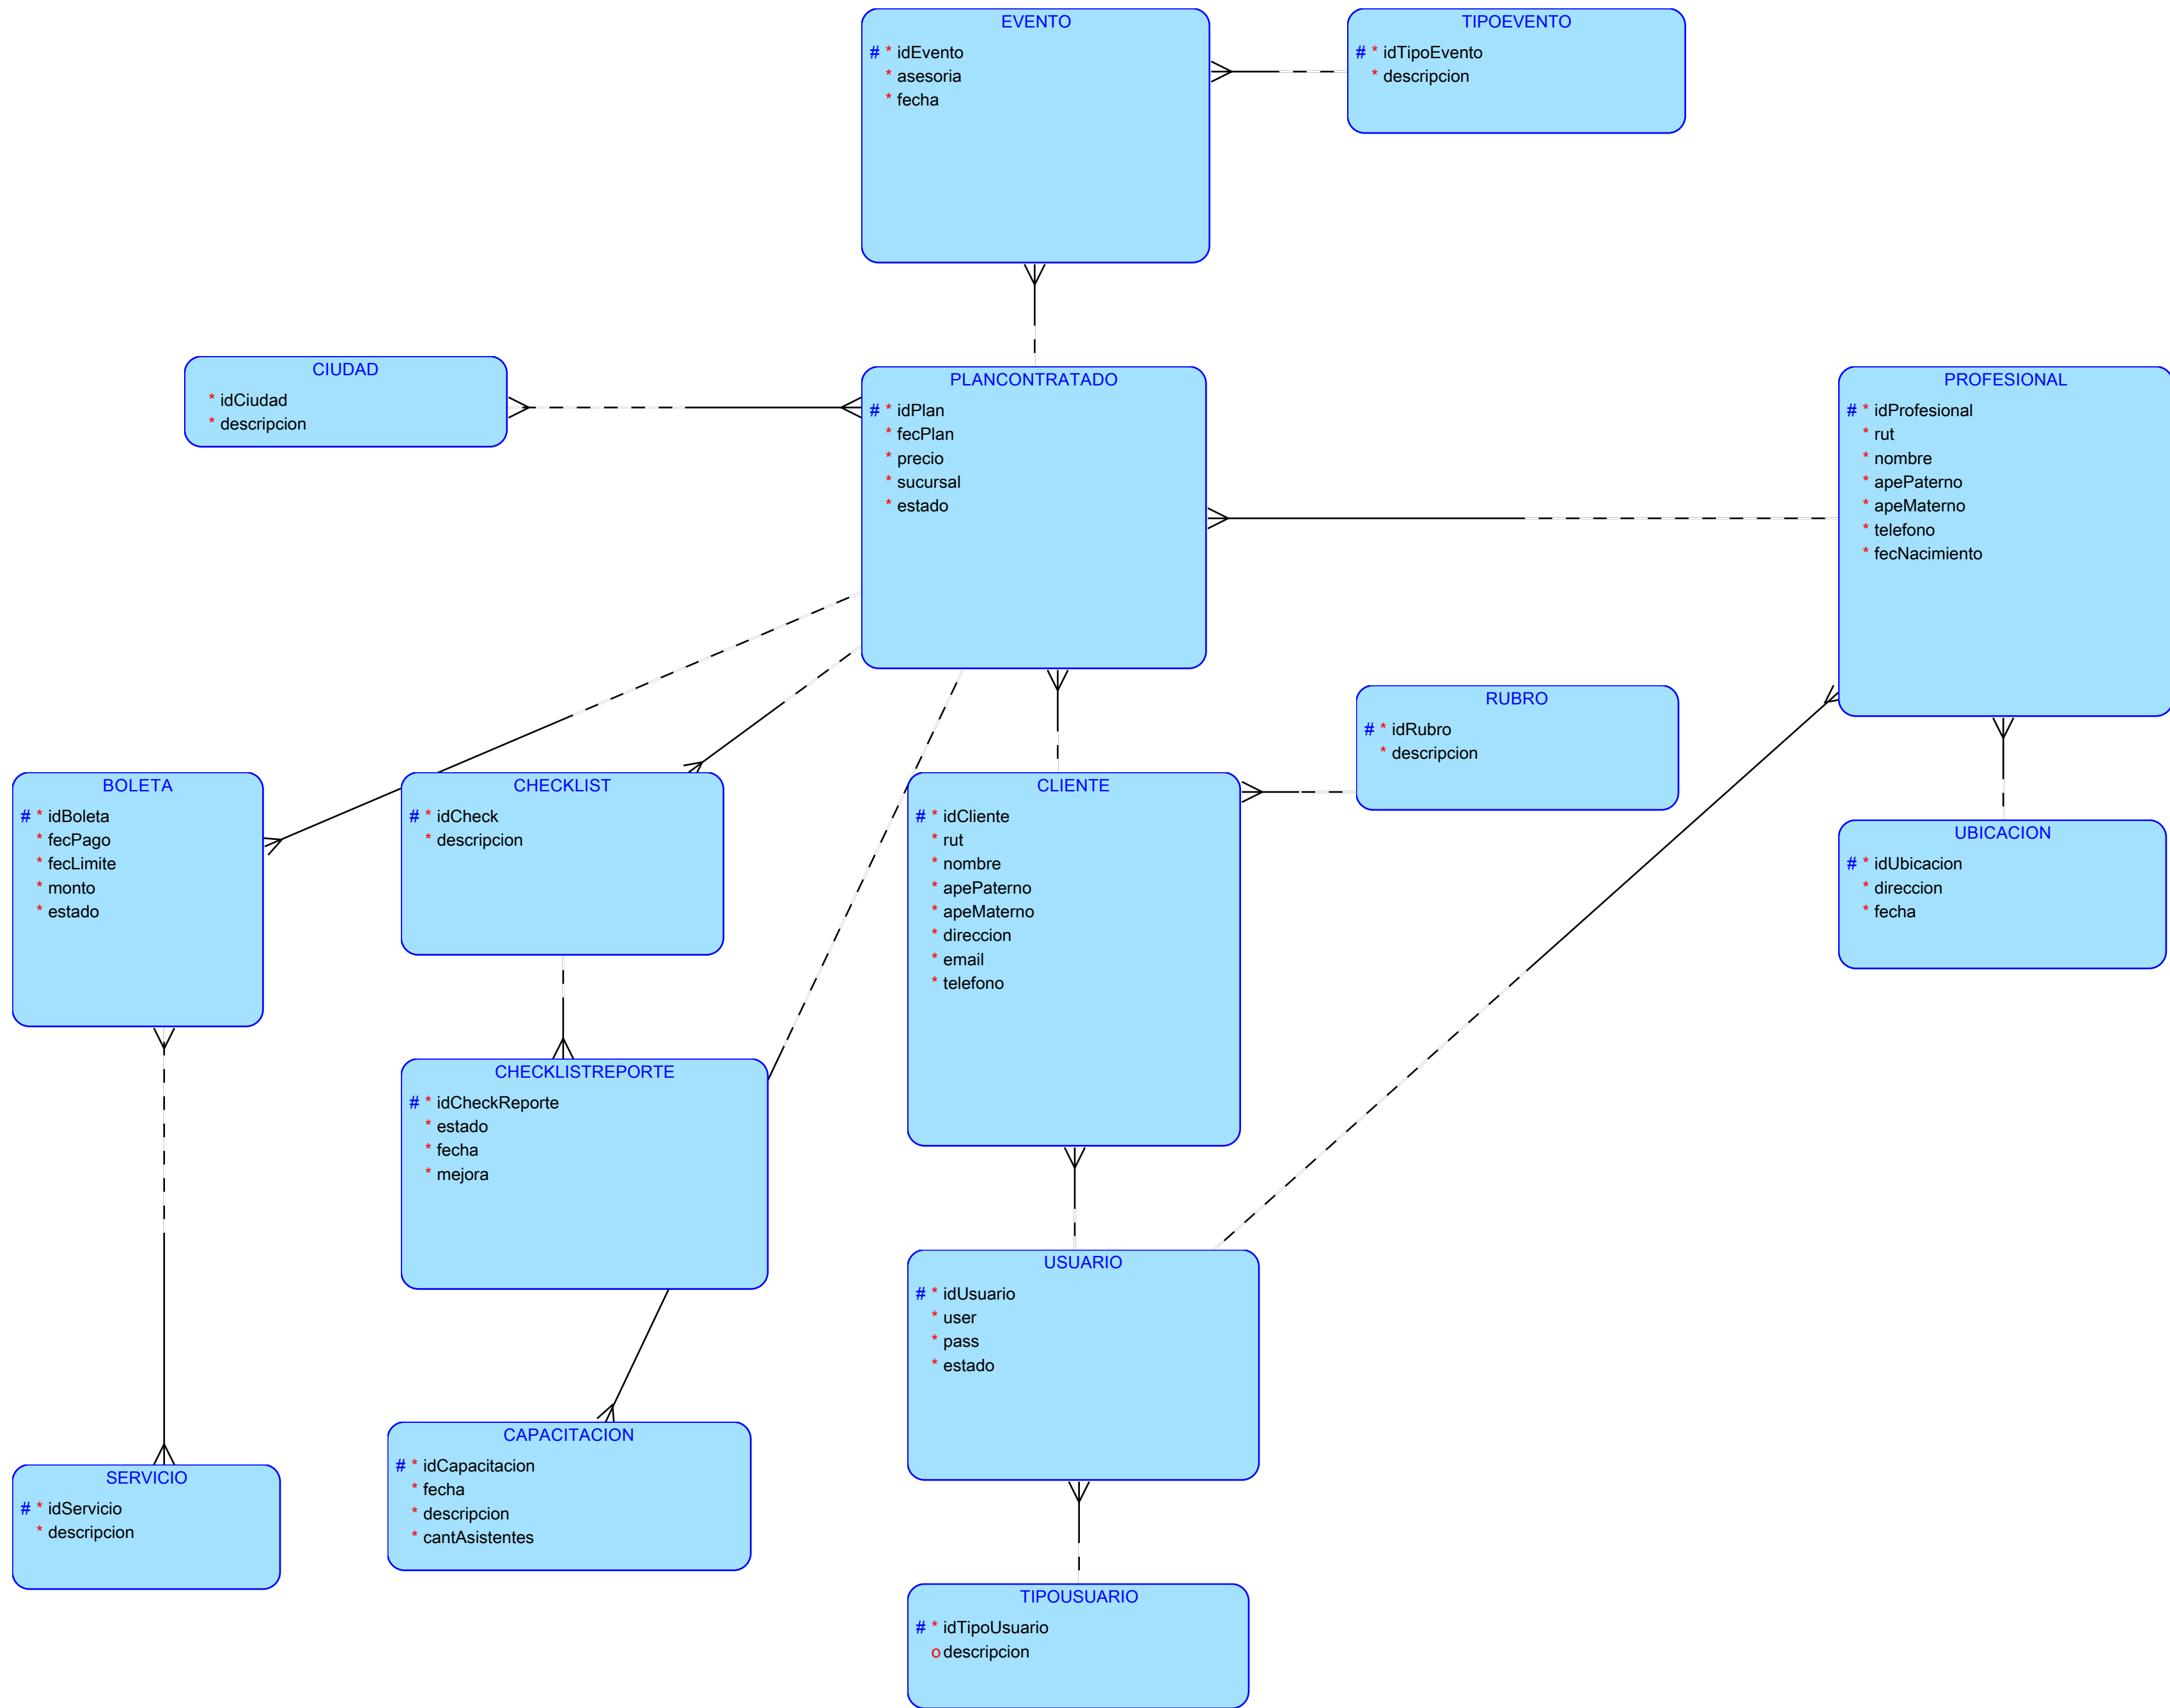 EVENTO
# * idEvento
* asesoria
* fecha
TIPOEVENTO
# * idTipoEvento
* descripcion
CIUDAD
* idCiudad
* descripcion
PLANCONTRATADO
# * idPlan
* fecPlan
* precio
* sucursal
* estado
PROFESIONAL
# * idProfesional
* rut
* nombre
* apePaterno
* apeMaterno
* telefono
* fecNacimiento
RUBRO
# * idRubro
* descripcion
BOLETA
# * idBoleta
* fecPago
* fecLimite
* monto
* estado
CHECKLIST
# * idCheck
* descripcion
CLIENTE
# * idCliente
* rut
* nombre
* apePaterno
* apeMaterno
* direccion
* email
* telefono
UBICACION
# * idUbicacion
* direccion
* fecha
CHECKLISTREPORTE
# * idCheckReporte
* estado
* fecha
* mejora
USUARIO
# * idUsuario
* user
* pass
* estado
CAPACITACION
# * idCapacitacion
* fecha
* descripcion
* cantAsistentes
SERVICIO
# * idServicio
* descripcion
TIPOUSUARIO
# * idTipoUsuario
o descripcion